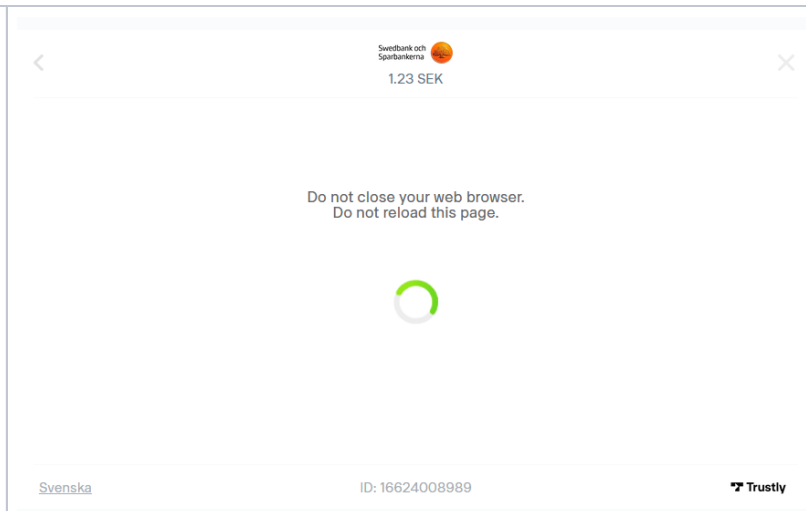 Swedbank och
Sparbankerna
1.23 SEK
Do not close your web browser.
Do not reload this page.
Svenska
ID: 16624008989
Trustly